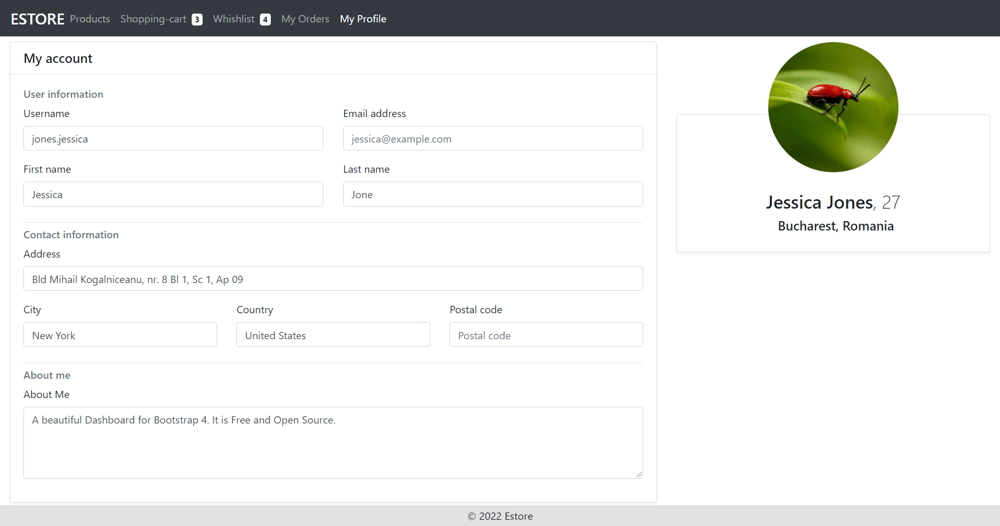 ESTORE Products Shopping-cart 3 Whishlist 4 My Orders My Profile
My account
User information
Username Email address
jones.jessica jessica@example.com
First name Last name
Jessica Jone
Contact information
Address
Bld Mihail Kogalniceanu, nr. 8 Bl 1, Sc 1, Ap 09
City Country Postal code
New York United States Postal code
About me
About Me
A beautiful Dashboard for Bootstrap 4. It is Free and Open Source.
Jessica Jones, 27
Bucharest, Romania
© 2022 Estore